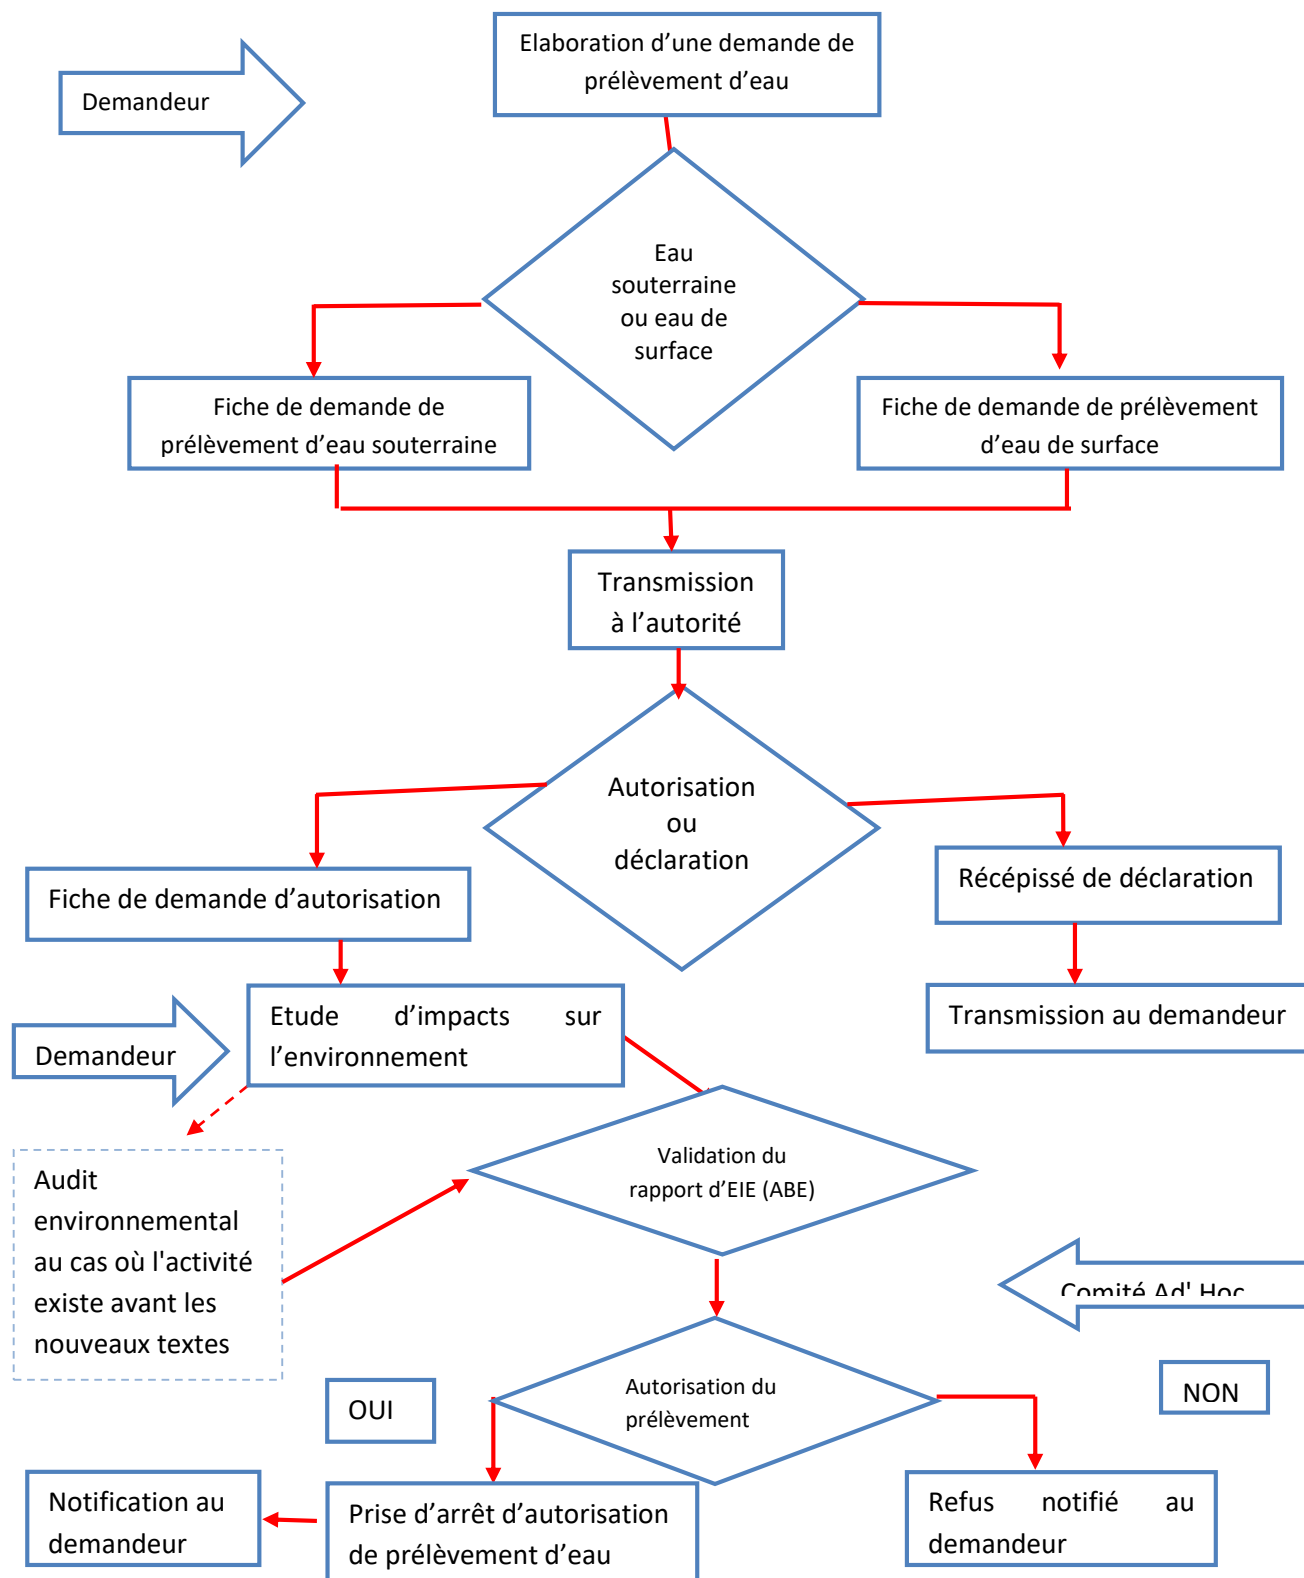 Elaboration d’une demande de
prélèvement d’eau
Demandeur
Eau
souterraine
ou eau de
surface
Fiche de demande de
prélèvement d’eau souterraine
Fiche de demande de prélèvement
d’eau de surface
Transmission
à l’autorité
Autorisation
ou
déclaration
Fiche de demande d’autorisation
Récépissé de déclaration
Etude d’impacts sur
l’environnement
Transmission au demandeur
Demandeur
Validation du
rapport d’EIE (ABE)
Audit
environnemental
au cas où l'activité
existe avant les
nouveaux textes
Comité Ad' Hoc
Autorisation du
prélèvement
OUI
NON
Notification au
demandeur
Prise d’arrêt d’autorisation
de prélèvement d’eau
Refus notifié au
demandeur